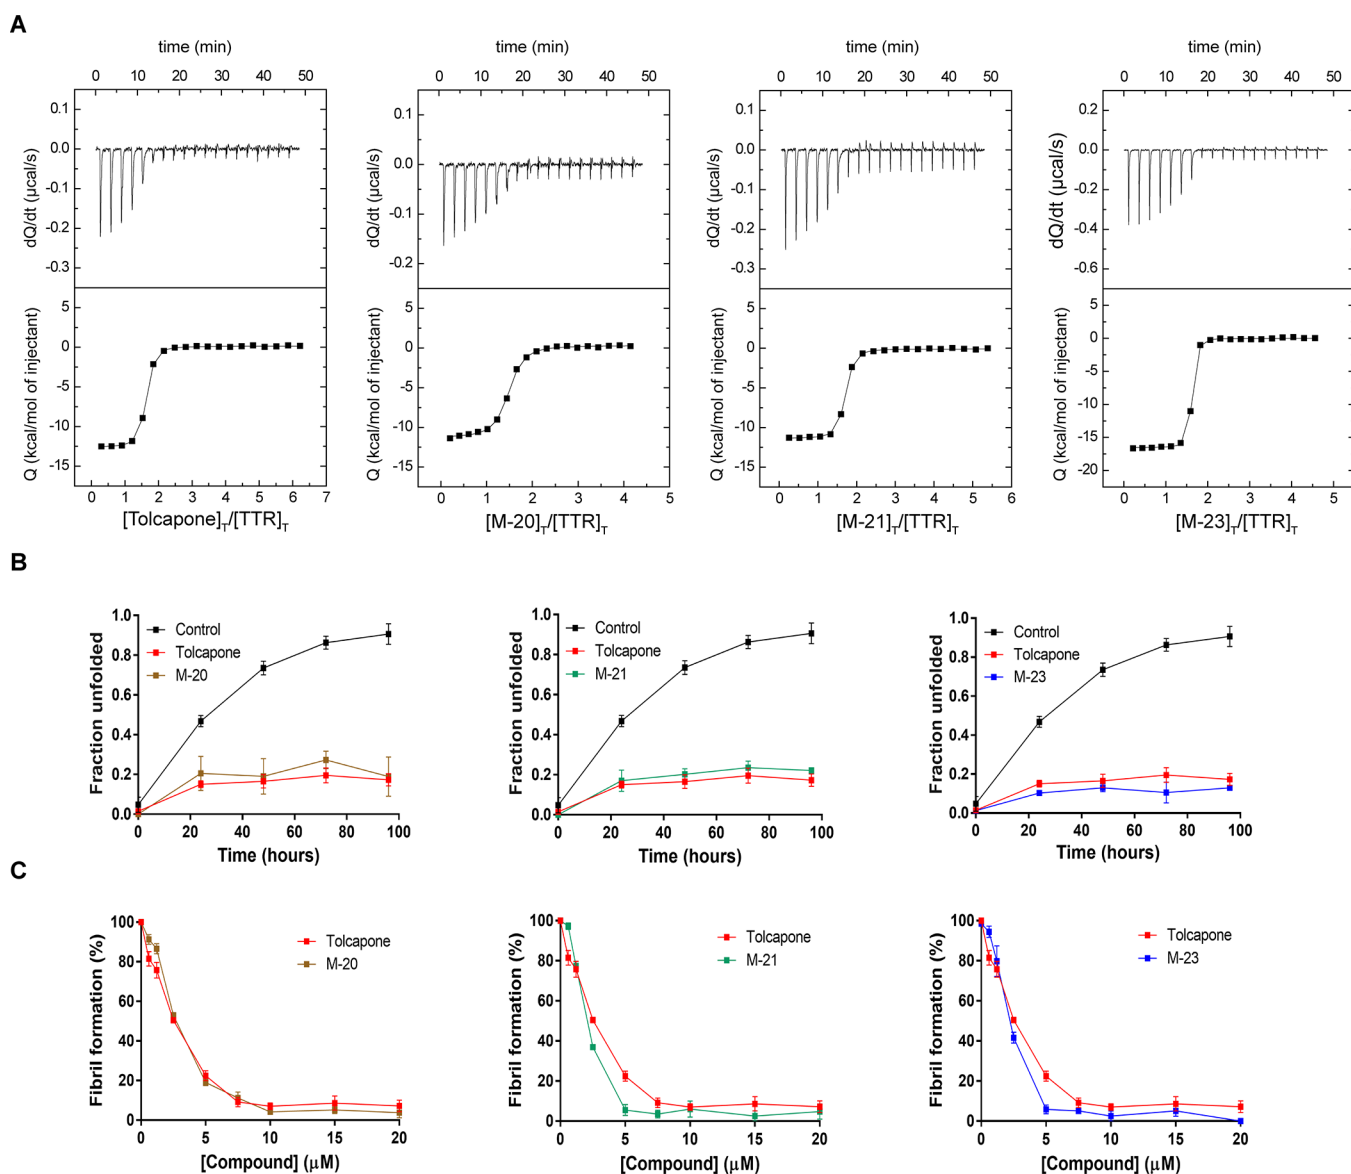 A
time (min)
0 10 20 30 40 50
0.1
0.0
-0.1
-0.2
-0.3
dQ/dt (µcal/s)
5
0
-5
-10
-15
Q (kcal/mol of injectant)
0 1 2 3 4 5 6 7
[Tolcapone]T/[TTR]T
time (min)
0 10 20 30 40 50
0.1
0.0
-0.1
-0.2
dQ/dt (µcal/s)
5
0
-5
-10
-15
Q (kcal/mol of injectant)
0 1 2 3 4 5
[M-20]T/[TTR]T
time (min)
0 10 20 30 40 50
0.1
0.0
-0.1
-0.2
-0.3
dQ/dt (µcal/s)
5
0
-5
-10
-15
Q (kcal/mol of injectant)
0 1 2 3 4 5 6
[M-21]T/[TTR]T
time (min)
0 10 20 30 40 50
0.2
0.0
-0.2
-0.4
-0.6
dQ/dt (µcal/s)
5
0
-5
-10
-15
-20
Q (kcal/mol of injectant)
0 1 2 3 4 5
[M-23]T/[TTR]T
B
1.0
0.8
0.6
0.4
0.2
0.0
Fraction unfolded
Control
Tolcapone
M-20
0 20 40 60 80 100
Time (hours)
1.0
0.8
0.6
0.4
0.2
0.0
Fraction unfolded
Control
Tolcapone
M-21
0 20 40 60 80 100
Time (hours)
1.0
0.8
0.6
0.4
0.2
0.0
Fraction unfolded
Control
Tolcapone
M-23
0 20 40 60 80 100
Time (hours)
C
100
80
60
40
20
0
Fibril formation (%)
Tolcapone
M-20
0 5 10 15 20
[Compound] (µM)
100
80
60
40
20
0
Fibril formation (%)
Tolcapone
M-21
0 5 10 15 20
[Compound] (µM)
100
80
60
40
20
0
Fibril formation (%)
Tolcapone
M-23
0 5 10 15 20
[Compound] (µM)